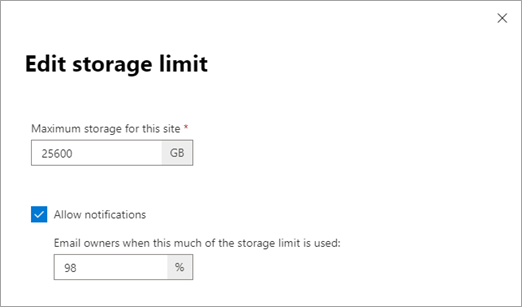 Edit storage limit
Maximum storage for this site *
25600 GB
Allow notifications
Email owners when this much of the storage limit is used:
98 %